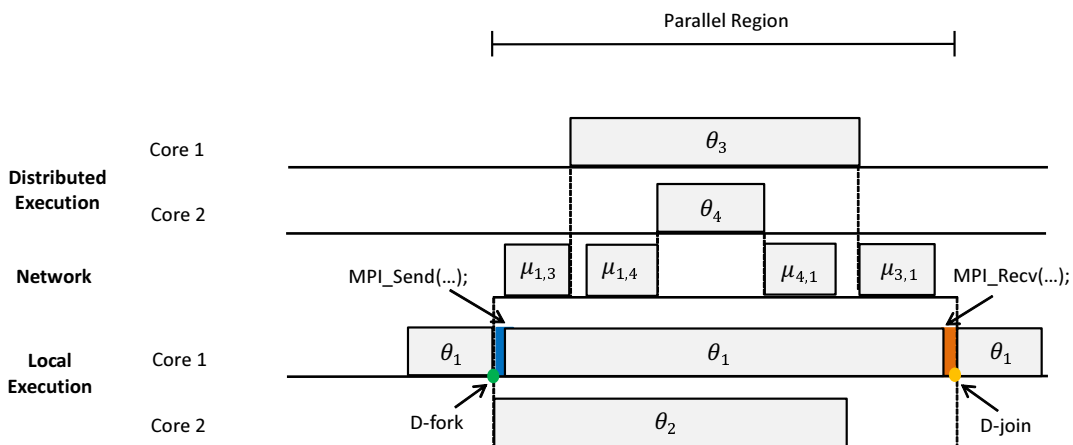 Parallel Region
Core 1
θ₃
Distributed
Execution
Core 2
θ₄
Network
MPI_Send(…);
μ₁,₃
μ₁,₄
μ₄,₁
μ₃,₁
MPI_Recv(…);
Local
Execution
Core 1
θ₁
θ₁
θ₁
D-fork
D-join
Core 2
θ₂